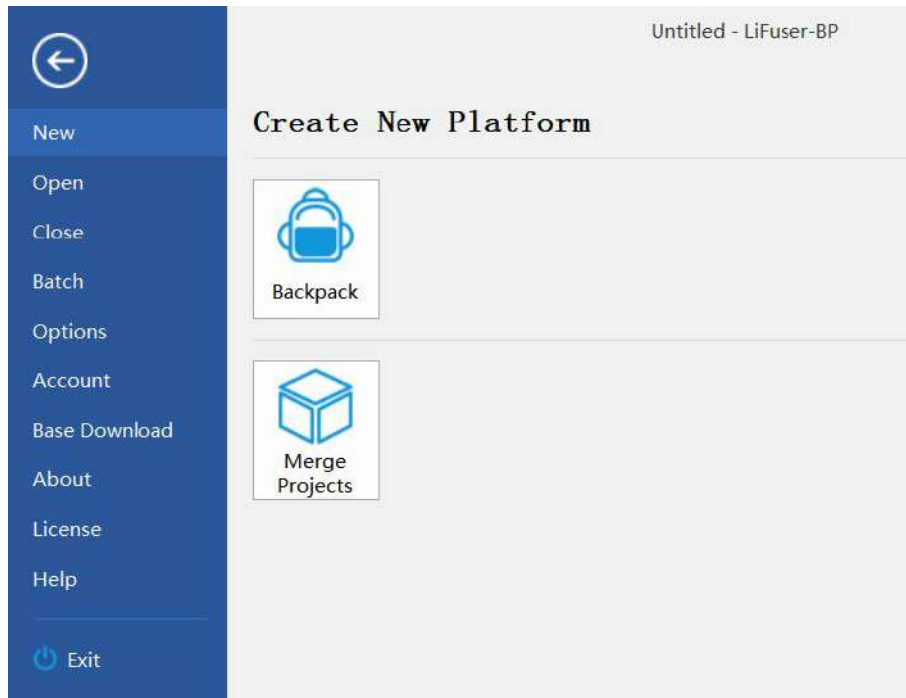 Untitled - LiFuser-BP
New
Open
Close
Batch
Options
Account
Base Download
About
License
Help
Exit
Create New Platform
Backpack
Merge
Projects